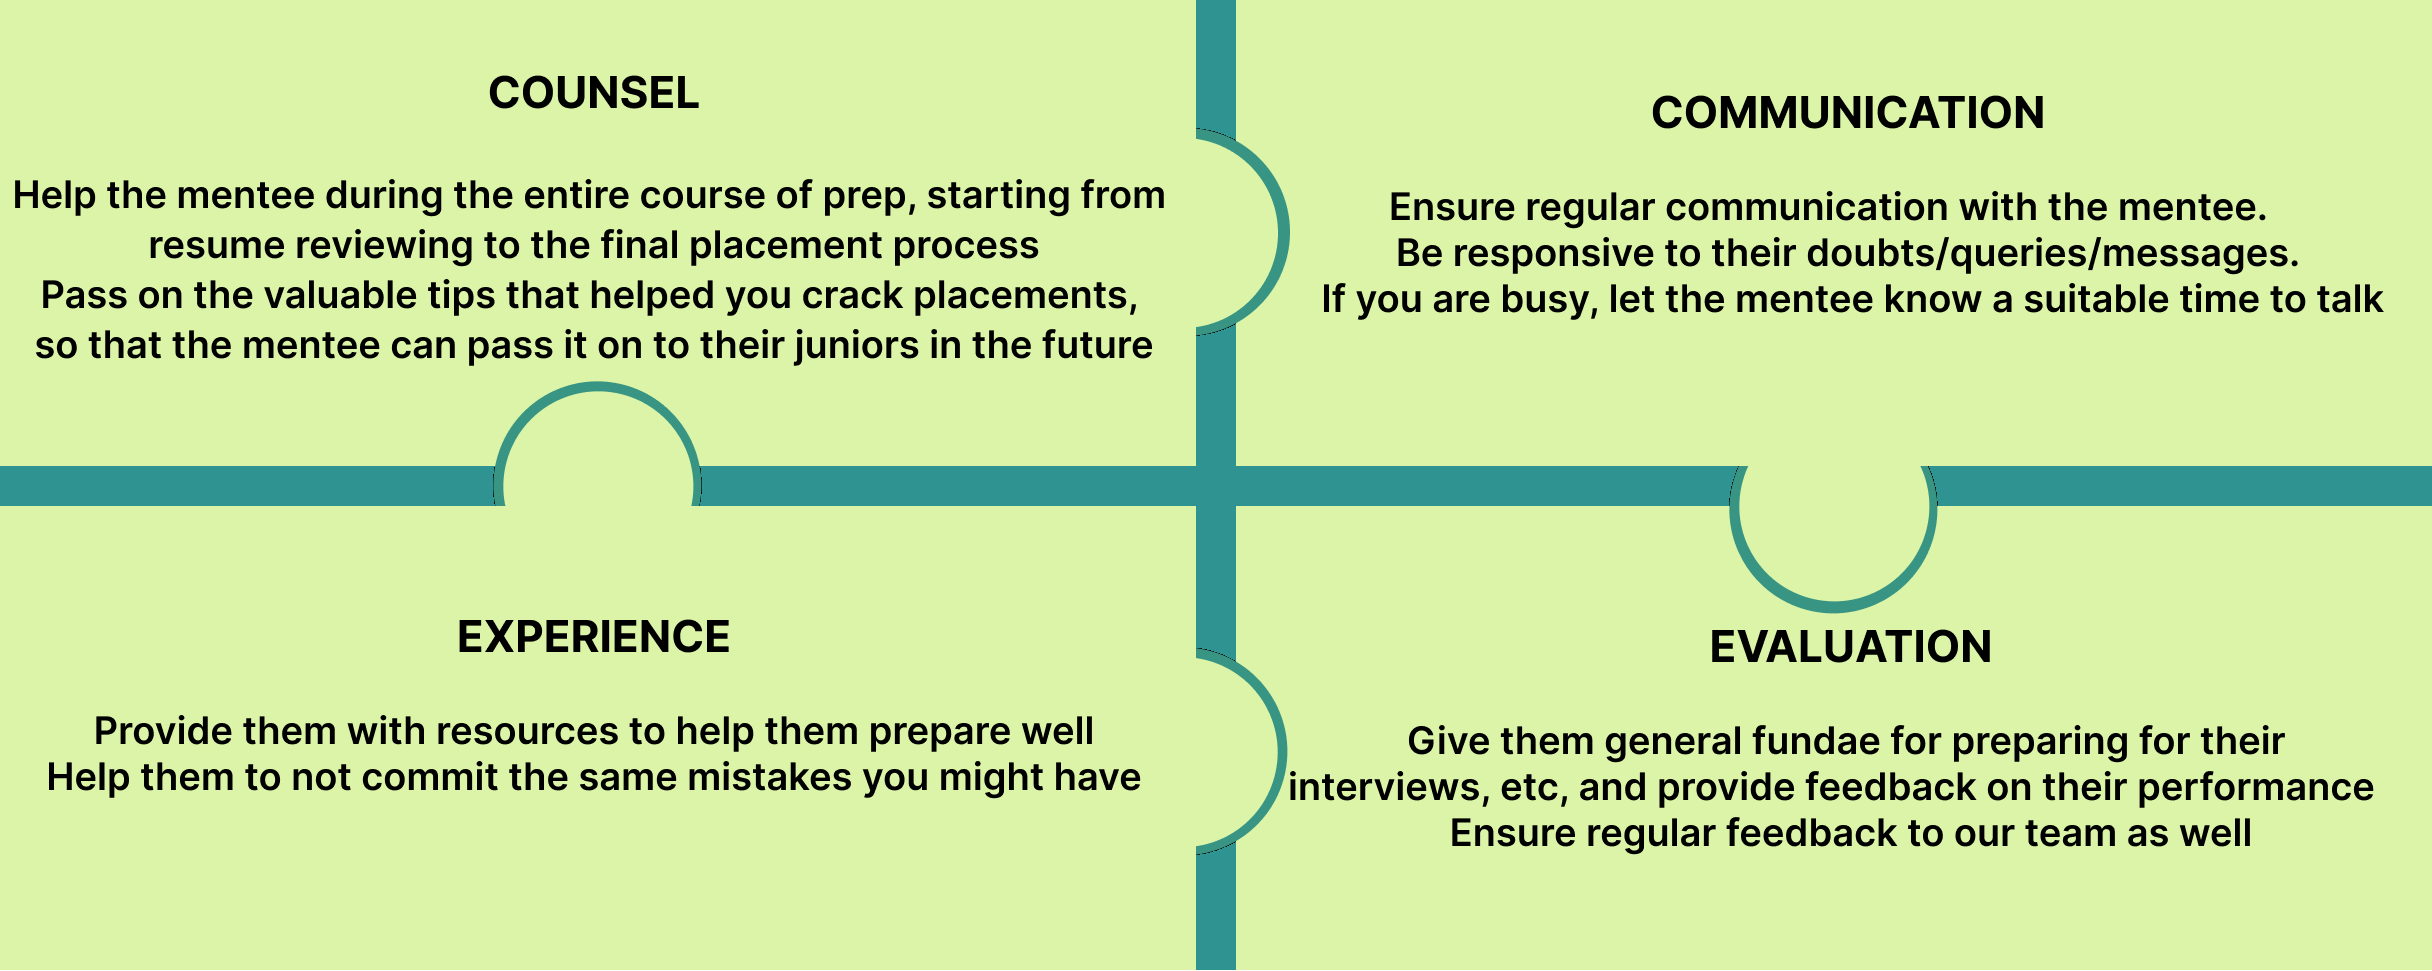 COUNSEL
Help the mentee during the entire course of prep, starting from
resume reviewing to the final placement process
Pass on the valuable tips that helped you crack placements,
so that the mentee can pass it on to their juniors in the future
COMMUNICATION
Ensure regular communication with the mentee.
Be responsive to their doubts/queries/messages.
If you are busy, let the mentee know a suitable time to talk
EXPERIENCE
Provide them with resources to help them prepare well
Help them to not commit the same mistakes you might have
EVALUATION
Give them general fundae for preparing for their
interviews, etc, and provide feedback on their performance
Ensure regular feedback to our team as well